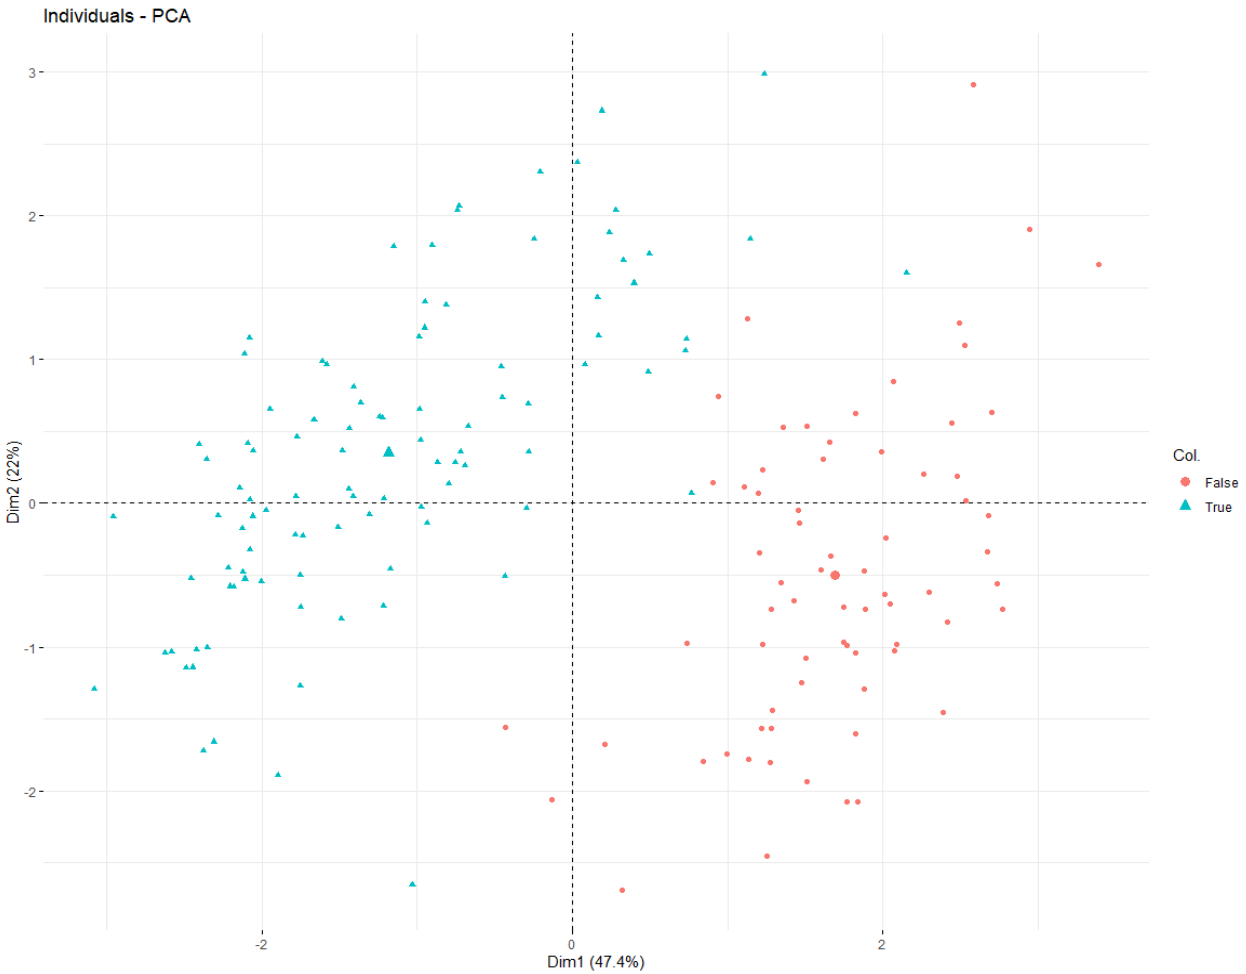 Individuals - PCA
3
2
1
0
-1
-2
Dim2 (22%)
-2
0
2
Dim1 (47.4%)
Col.
False
True